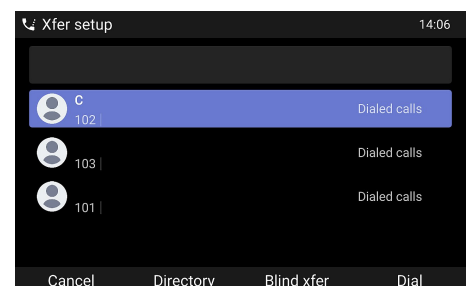 Xfer setup 14:06
C
102 | Dialed calls
103 | Dialed calls
101 | Dialed calls
Cancel Directory Blind xfer Dial